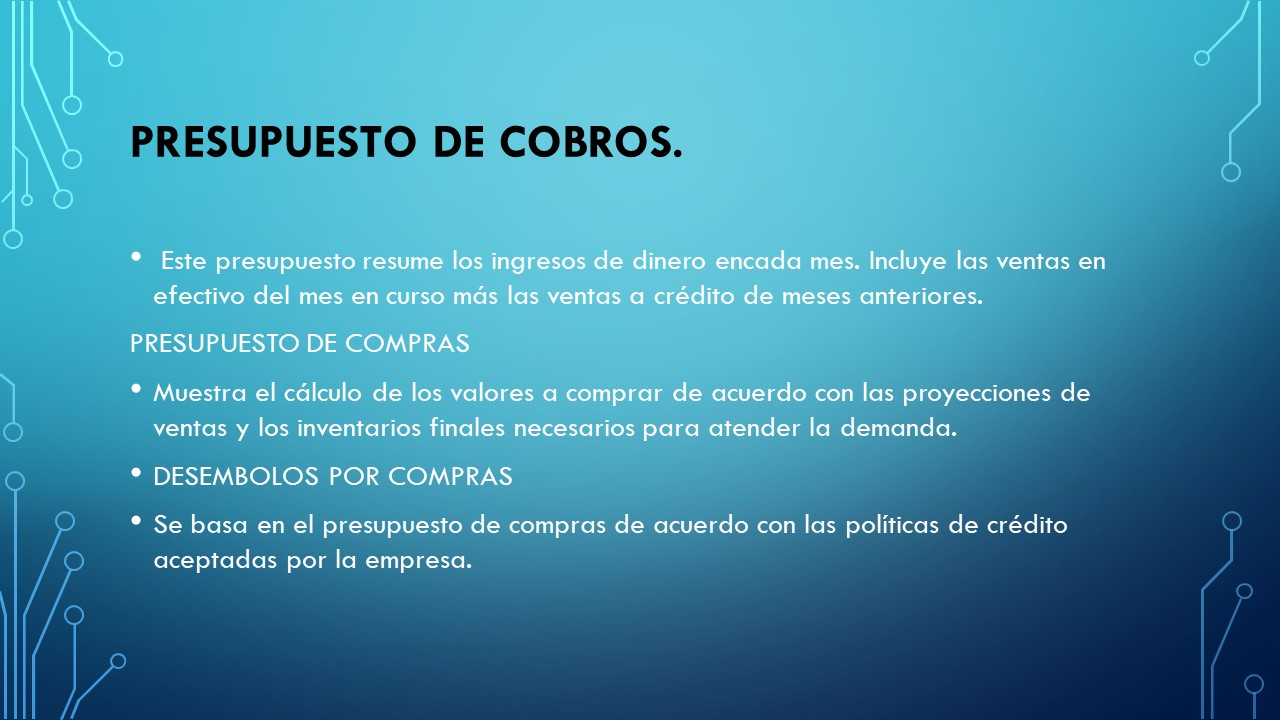 PRESUPUESTO DE COBROS.
• Este presupuesto resume los ingresos de dinero encada mes. Incluye las ventas en
efectivo del mes en curso más las ventas a crédito de meses anteriores.
PRESUPUESTO DE COMPRAS
• Muestra el cálculo de los valores a comprar de acuerdo con las proyecciones de
ventas y los inventarios finales necesarios para atender la demanda.
• DESEMBOLOS POR COMPRAS
• Se basa en el presupuesto de compras de acuerdo con las políticas de crédito
aceptadas por la empresa.